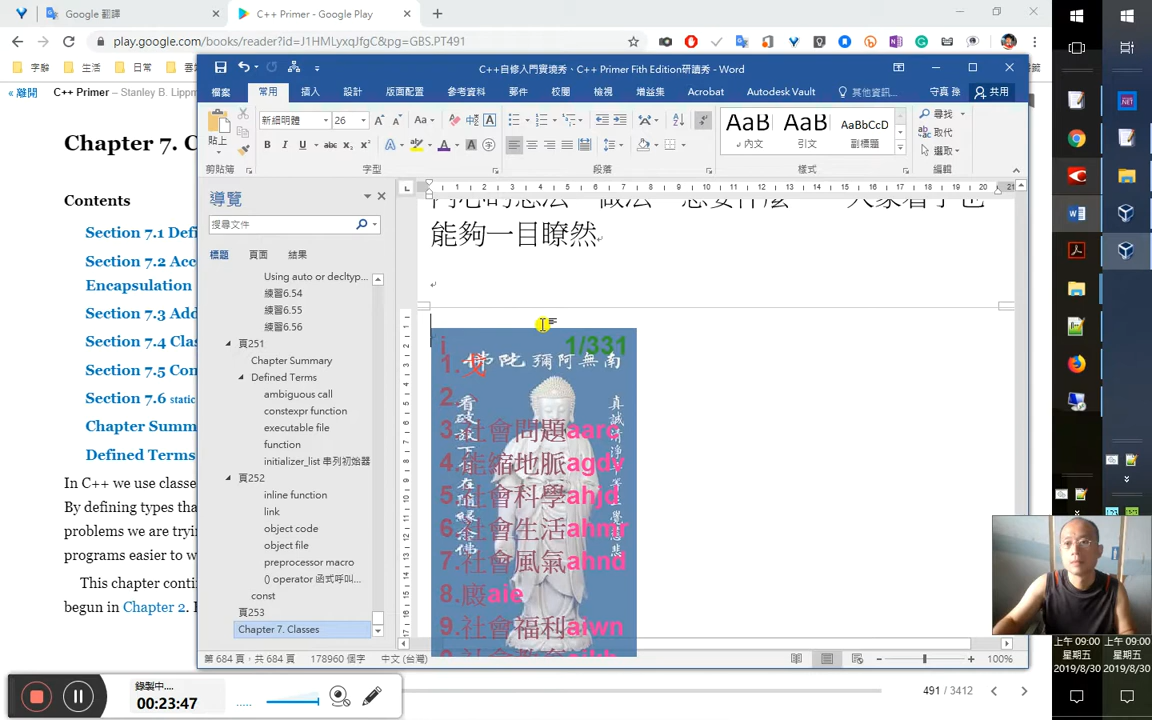 Google 翻譯
C++ Primer - Google Play
play.google.com/books/reader?id=J1HMLyxqJfgC&pg=GBS.PT491
字辭
生活
日常
« 離開
C++ Primer – Stanley B. Lippm
Chapter 7. C
Contents
Section 7.1 Defi
Section 7.2 Acc
Encapsulation
Section 7.3 Add
Section 7.4 Clas
Section 7.5 Con
Section 7.6 static
Chapter Summ
Defined Terms
In C++ we use classe
By defining types tha
problems we are tryin
programs easier to w
This chapter conti
begun in Chapter 2. I
C++自修入門實境秀、C++ Primer Fith Edition研讀秀 - Word
檔案
常用
插入
設計
版面配置
參考資料
郵件
校閱
檢視
增益集
Acrobat
Autodesk Vault
其他資訊
守真 孫
共用
貼上
新細明體
26
AaB
AaB
AaBbCcD
內文
引文
副標題
尋找
取代
選取
剪貼簿
字型
段落
樣式
編輯
導覽
搜尋文件
標題
頁面
結果
Using auto or decltyp...
練習6.54
練習6.55
練習6.56
頁251
Chapter Summary
Defined Terms
ambiguous call
constexpr function
executable file
function
initializer_list 串列初始器
頁252
inline function
link
object code
object file
preprocessor macro
() operator 函式呼叫...
const
頁253
Chapter 7. Classes
能夠一目瞭然
i
1/331
1.戈
南無阿彌陀佛
2.
3.社會問題aarc
4.能縮地脈agdv
5.社會科學ahjd
6.社會生活ahmr
7.社會風氣ahnd
8.廏aie
9.社會福利aiwn
第 684 頁，共 684 頁
178960 個字
中文 (台灣)
100%
錄製中...
00:23:47
491 / 3412
上午 09:00
星期五
2019/8/30
上午 09:00
星期五
2019/8/30